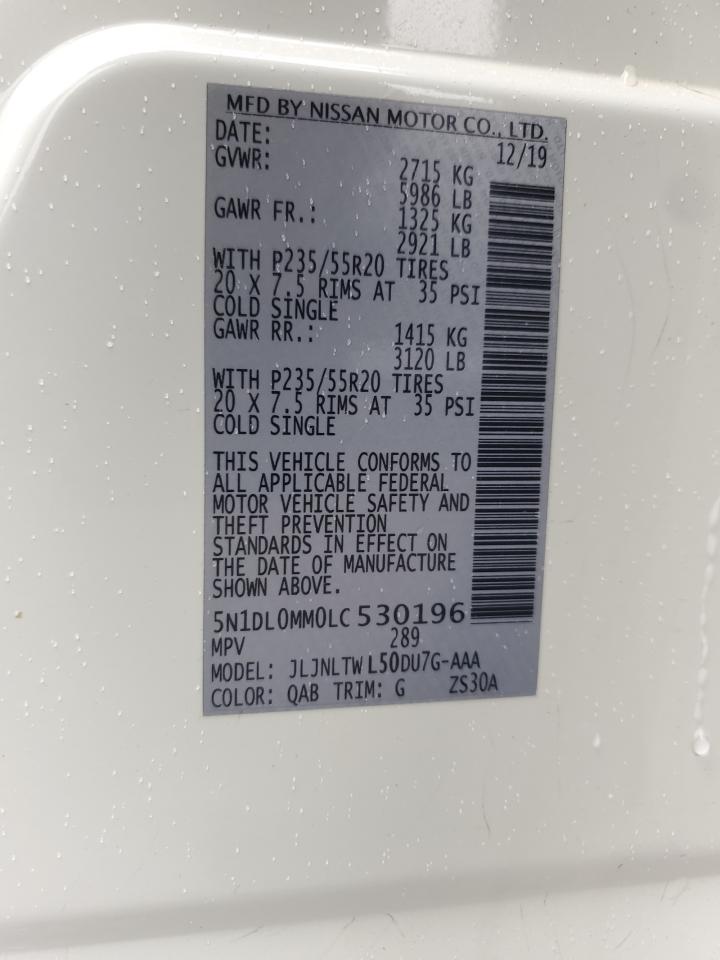 MFD BY NISSAN MOTOR CO., LTD.
DATE: 12/19
GVWR: 2715 KG
5986 LB
GAWR FR.: 1325 KG
2921 LB
WITH P235/55R20 TIRES
20 X 7.5 RIMS AT 35 PSI
COLD SINGLE
GAWR RR.: 1415 KG
3120 LB
WITH P235/55R20 TIRES
20 X 7.5 RIMS AT 35 PSI
COLD SINGLE
THIS VEHICLE CONFORMS TO
ALL APPLICABLE FEDERAL
MOTOR VEHICLE SAFETY AND
THEFT PREVENTION
STANDARDS IN EFFECT ON
THE DATE OF MANUFACTURE
SHOWN ABOVE.
5N1DL0MM0LC530196
MPV 289
MODEL: JLJNLTWL50DU7G-AAA
COLOR: QAB TRIM: G ZS30A